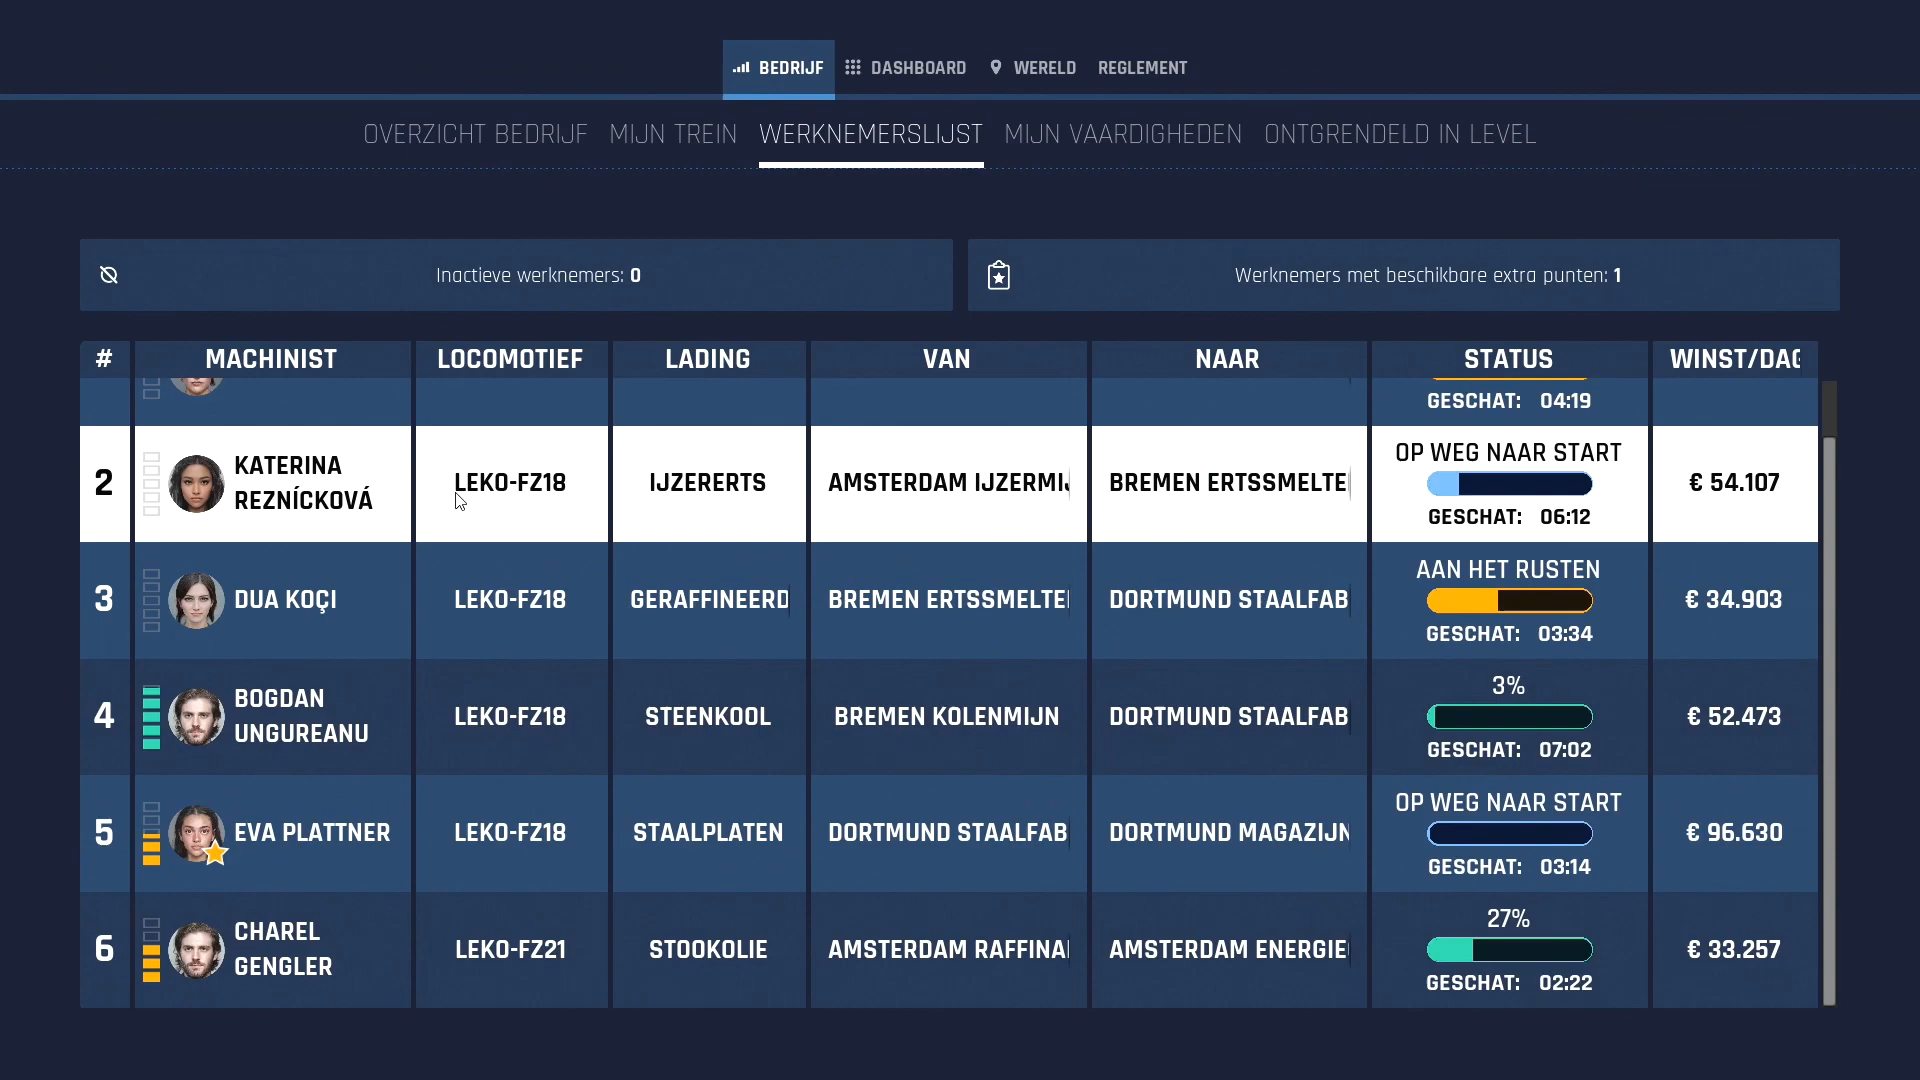 BEDRIJF DASHBOARD WERELD REGLEMENT
OVERZICHT BEDRIJF MIJN TREIN WERKNEMERSLIJST MIJN VAARDIGHEDEN ONTGRENDELD IN LEVEL
Inactieve werknemers: 0
Werknemers met beschikbare extra punten: 1
# MACHINIST LOCOMOTIEF LADING VAN NAAR STATUS WINST/DAG
GESCHAT: 04:19
2 KATERINA REZNÍCKOVÁ LEKO-FZ18 IJZERERTS AMSTERDAM IJZERMIJ BREMEN ERTSSMELTE OP WEG NAAR START GESCHAT: 06:12 € 54.107
3 DUA KOÇI LEKO-FZ18 GERAFFINEERD BREMEN ERTSSMELTE DORTMUND STAALFAB AAN HET RUSTEN GESCHAT: 03:34 € 34.903
4 BOGDAN UNGUREANU LEKO-FZ18 STEENKOOL BREMEN KOLENMIJN DORTMUND STAALFAB 3% GESCHAT: 07:02 € 52.473
5 EVA PLATTNER LEKO-FZ18 STAALPLATEN DORTMUND STAALFAB DORTMUND MAGAZIJN OP WEG NAAR START GESCHAT: 03:14 € 96.630
6 CHAREL GENGLER LEKO-FZ21 STOOKOLIE AMSTERDAM RAFFINA AMSTERDAM ENERGIE 27% GESCHAT: 02:22 € 33.257